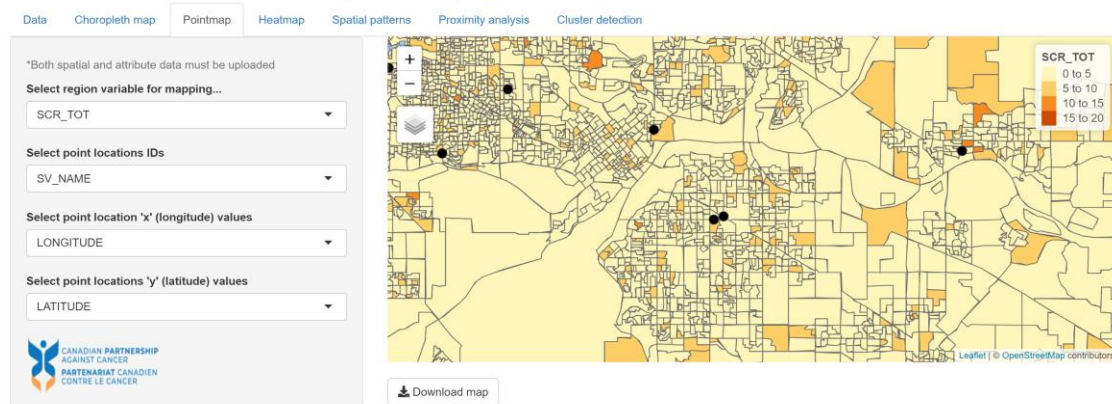 Data Choropleth map Pointmap Heatmap Spatial patterns Proximity analysis Cluster detection
*Both spatial and attribute data must be uploaded
Select region variable for mapping...
SCR_TOT
Select point locations IDs
SV_NAME
Select point location 'x' (longitude) values
LONGITUDE
Select point locations 'y' (latitude) values
LATITUDE
CANADIAN PARTNERSHIP
AGAINST CANCER
PARTENARIAT CANADIEN
CONTRE LE CANCER
+
−
SCR_TOT
0 to 5
5 to 10
10 to 15
15 to 20
Leaflet | © OpenStreetMap contributors
Download map